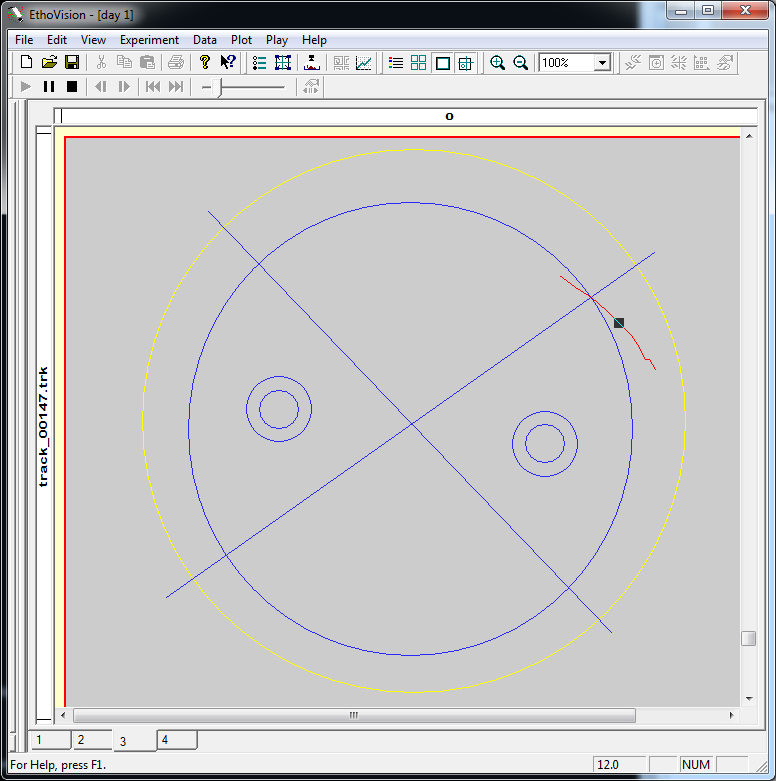 EthoVision - [day 1]
File Edit View Experiment Data Plot Play Help
100%
o
track_00147.trk
1 2 3 4
For Help, press F1.
12.0
NUM